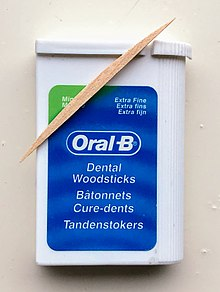 Extra Fine
Extra fins
Extra fijn
Oral-B
Dental
Woodsticks
Bâtonnets
Cure-dents
Tandenstokers